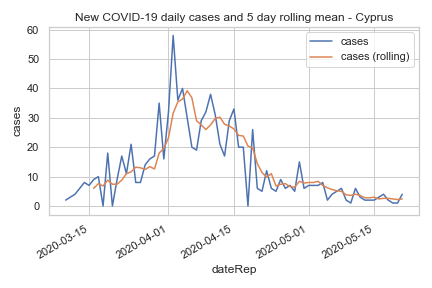 New COVID-19 daily cases and 5 day rolling mean - Cyprus
cases
cases (rolling)
60
50
40
30
20
10
0
cases
2020-03-15
2020-04-01
2020-04-15
2020-05-01
2020-05-15
dateRep